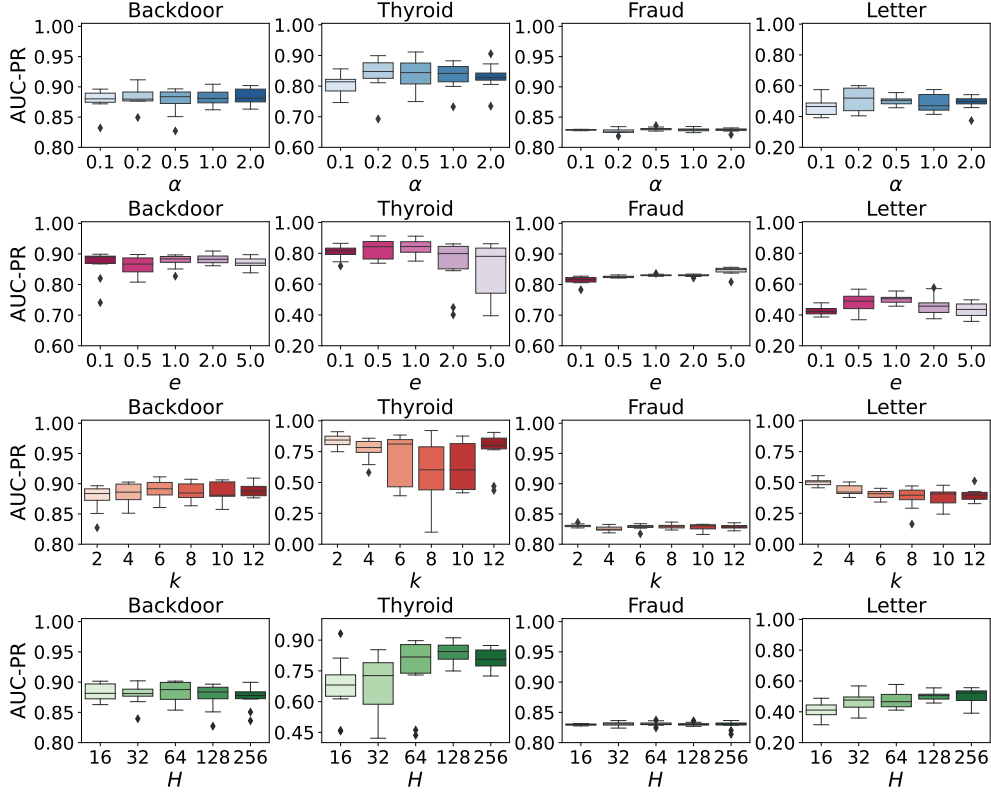 Backdoor Thyroid Fraud Letter
AUC-PR
1.00 1.00 1.00 1.00
0.95 0.90 0.95 0.80
0.90 0.80 0.90 0.60
0.85 0.70 0.85 0.40
0.80 0.60 0.80 0.20
0.1 0.2 0.5 1.0 2.0 0.1 0.2 0.5 1.0 2.0 0.1 0.2 0.5 1.0 2.0 0.1 0.2 0.5 1.0 2.0
α α α α
Backdoor Thyroid Fraud Letter
AUC-PR
1.00 1.00 1.00 1.00
0.90 0.80 0.90 0.80
0.80 0.60 0.80 0.60
0.70 0.40 0.70 0.40
0.60 0.20 0.60 0.20
0.1 0.5 1.0 2.0 5.0 0.1 0.5 1.0 2.0 5.0 0.1 0.5 1.0 2.0 5.0 0.1 0.5 1.0 2.0 5.0
e e e e
Backdoor Thyroid Fraud Letter
AUC-PR
1.00 1.00 1.00 1.00
0.95 0.75 0.95 0.75
0.90 0.50 0.90 0.50
0.85 0.25 0.85 0.25
0.80 0.00 0.80 0.00
2 4 6 8 10 12 2 4 6 8 10 12 2 4 6 8 10 12 2 4 6 8 10 12
k k k k
Backdoor Thyroid Fraud Letter
AUC-PR
1.00 0.90 1.00 1.00
0.95 0.75 0.95 0.80
0.90 0.60 0.90 0.60
0.85 0.45 0.85 0.40
0.80 0.80 0.20
16 32 64 128 256 16 32 64 128 256 16 32 64 128 256 16 32 64 128 256
H H H H